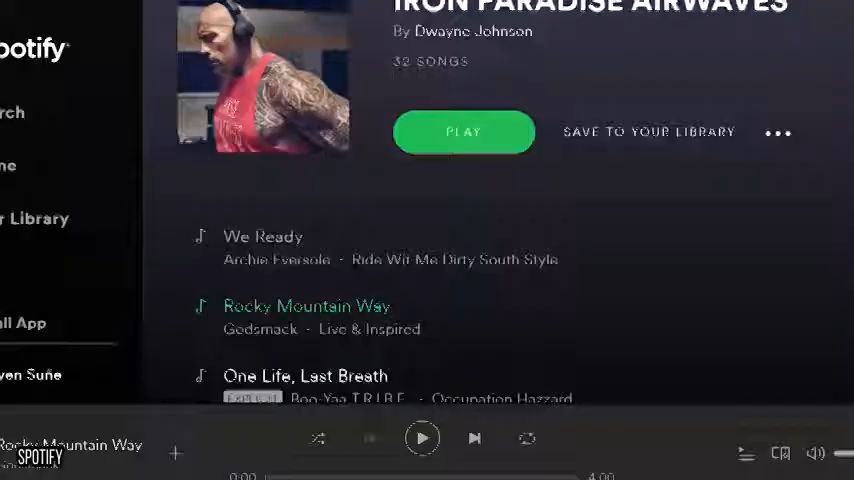 IRON PARADISE AIRWAVES
By Dwayne Johnson
32 SONGS
PLAY
SAVE TO YOUR LIBRARY
potify
rch
me
r Library
We Ready
Archie Eversole - Ride Wit Me Dirty South Style
Rocky Mountain Way
Godsmack - Live & Inspired
all App
One Life, Last Breath
ven Suñe
EXPLICIT Boo-Yaa T.R.I.B.E. - Occupation Hazzard
Rocky Mountain Way
SPOTIFY
0:00
4:00